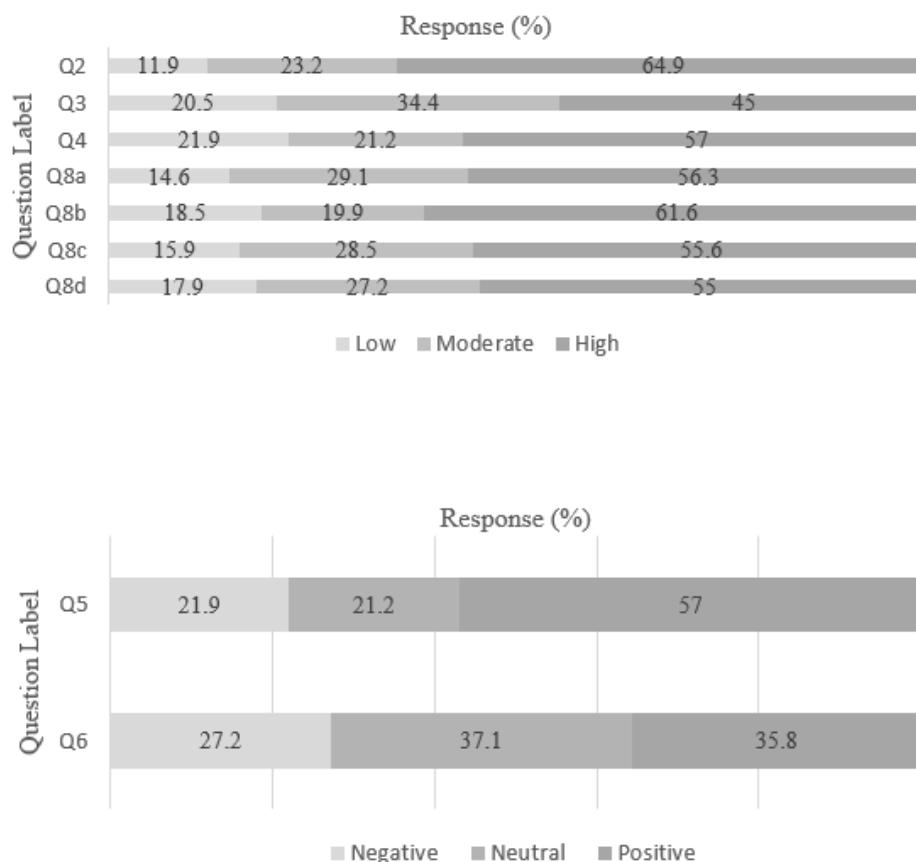 Response (%)
Question Label
Q2 11.9 23.2 64.9
Q3 20.5 34.4 45
Q4 21.9 21.2 57
Q8a 14.6 29.1 56.3
Q8b 18.5 19.9 61.6
Q8c 15.9 28.5 55.6
Q8d 17.9 27.2 55
Low Moderate High
Response (%)
Question Label
Q5 21.9 21.2 57
Q6 27.2 37.1 35.8
Negative Neutral Positive